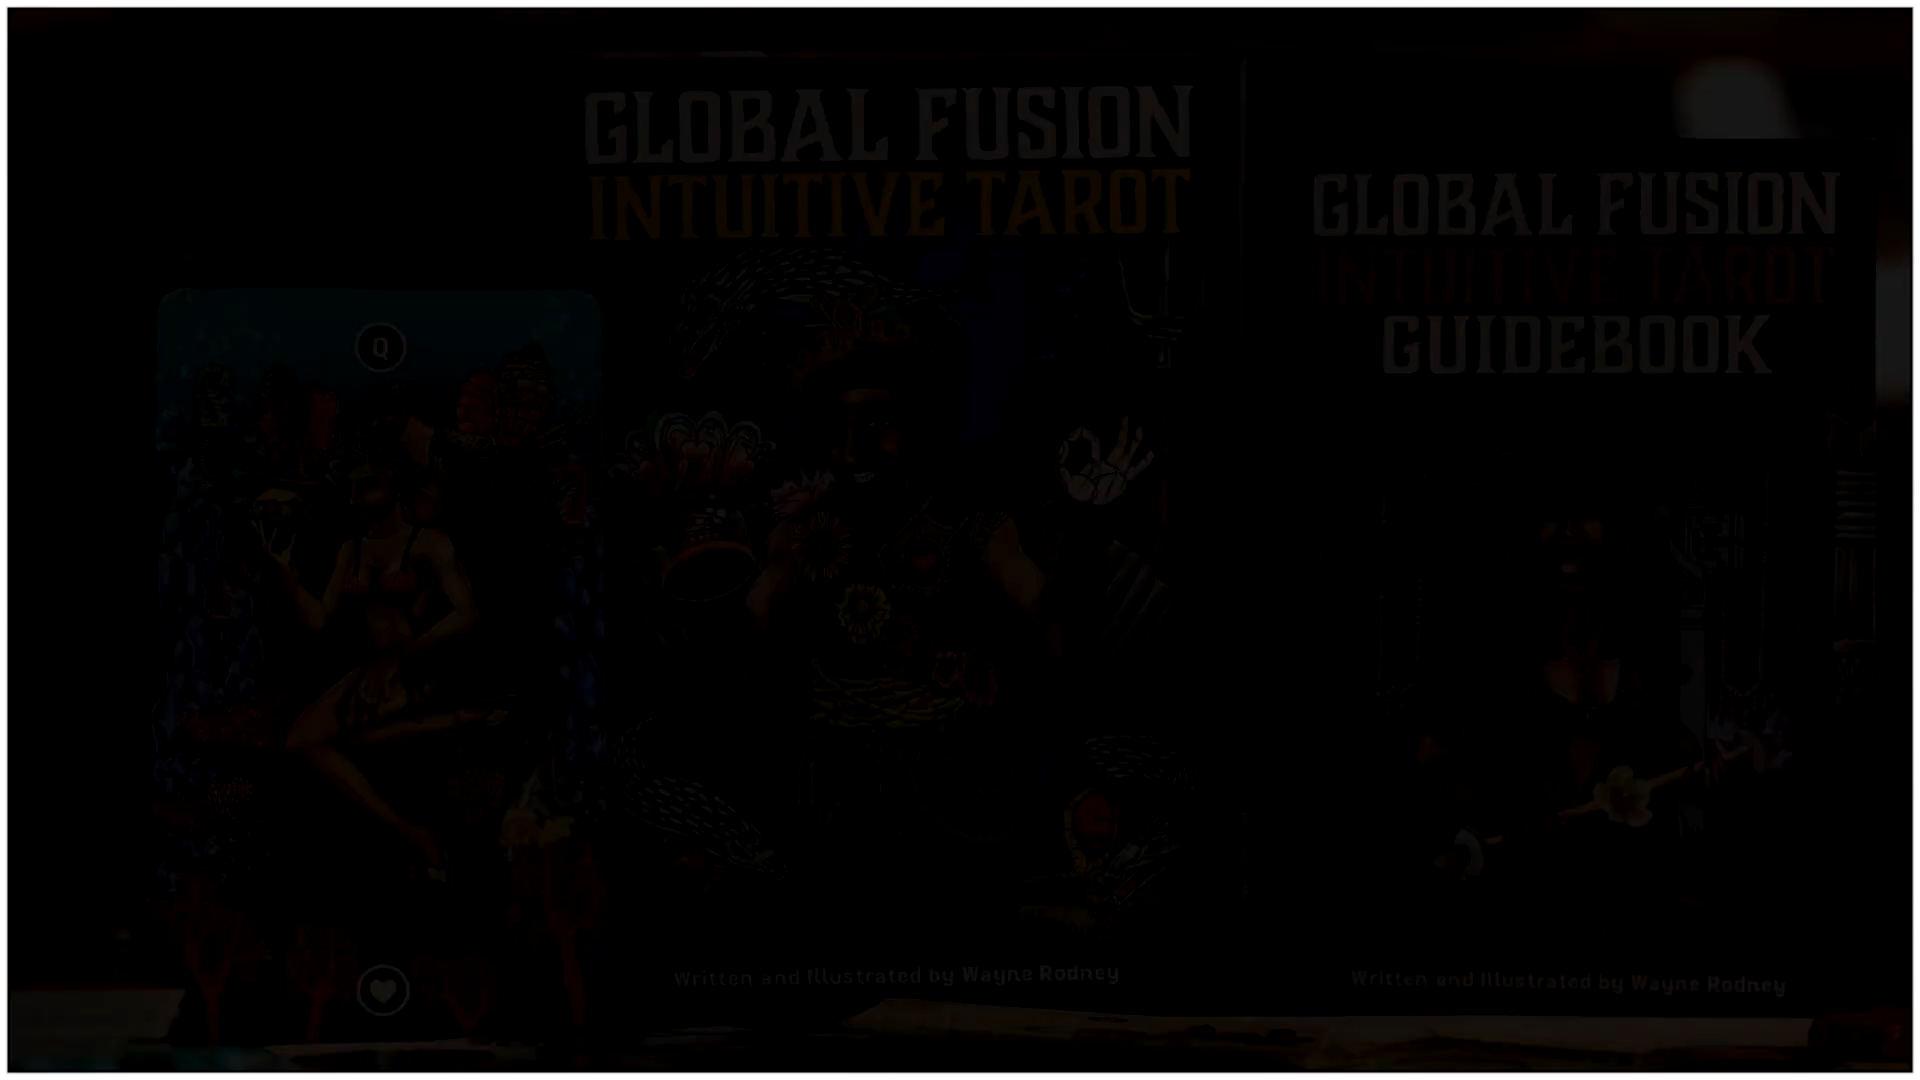 GLOBAL FUSION
INTUITIVE TAROT
Q
Written and Illustrated by Wayne Rodney
GLOBAL FUSION
INTUITIVE TAROT
GUIDEBOOK
Written and Illustrated by Wayne Rodney